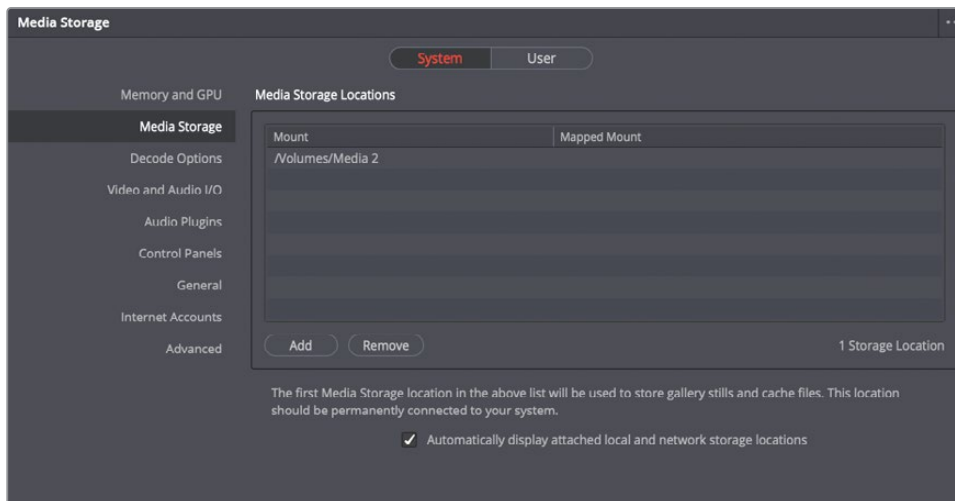 Media Storage
System User
Memory and GPU
Media Storage
Decode Options
Video and Audio I/O
Audio Plugins
Control Panels
General
Internet Accounts
Advanced
Media Storage Locations
Mount Mapped Mount
/Volumes/Media 2
Add Remove 1 Storage Location
The first Media Storage location in the above list will be used to store gallery stills and cache files. This location
should be permanently connected to your system.
Automatically display attached local and network storage locations